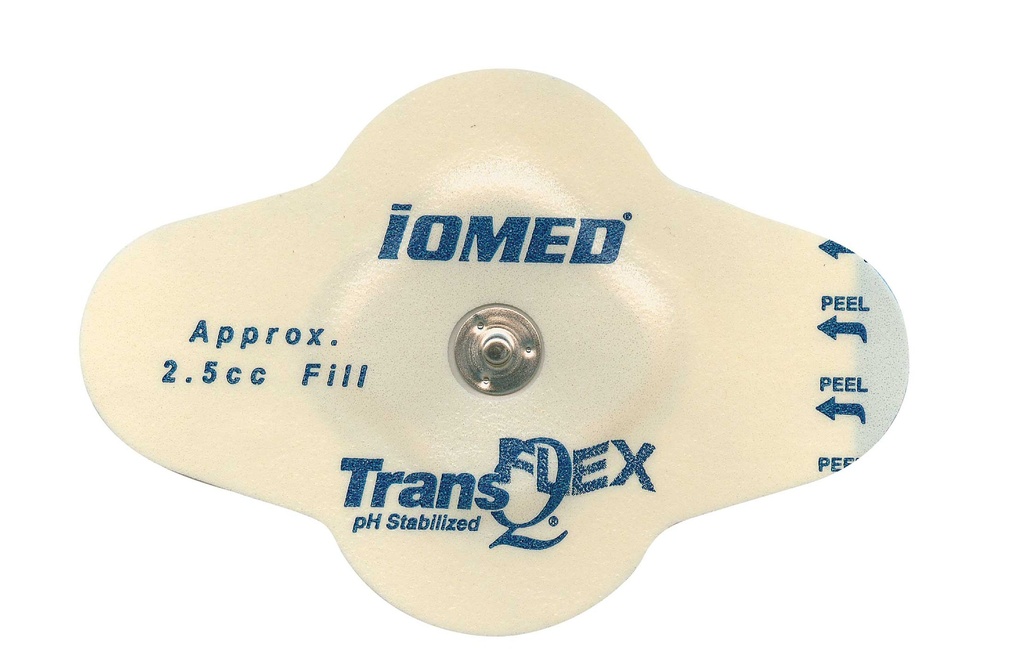 iOMED®
PEEL
Approx.
2.5cc Fill
PEEL
TransQ FLEX
pH Stabilized ®